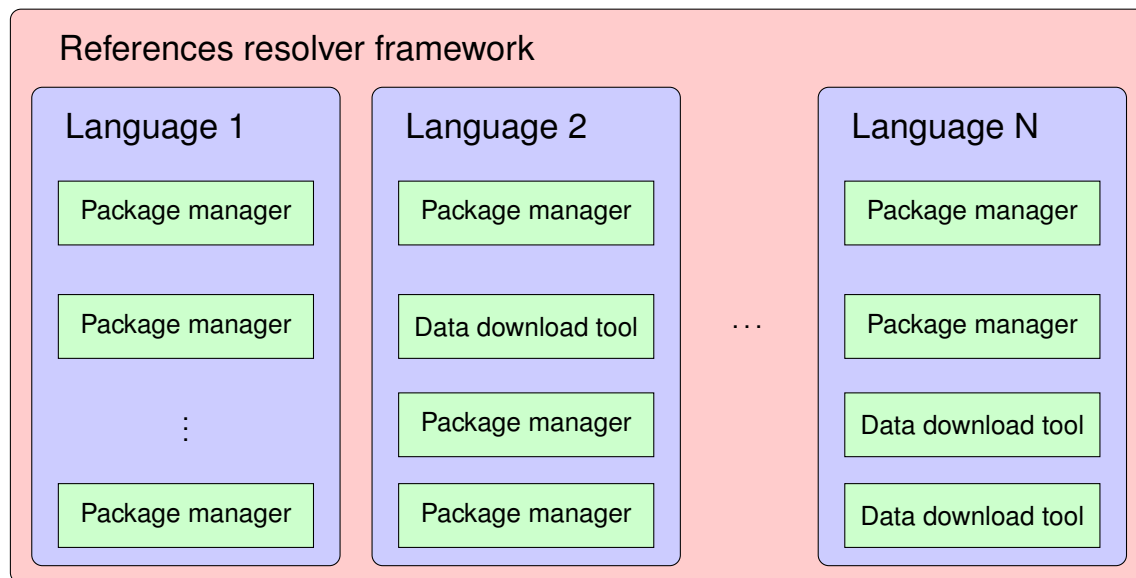 References resolver framework
Language 1
Package manager
Package manager
⋮
Package manager
Language 2
Package manager
Data download tool
Package manager
Package manager
...
Language N
Package manager
Package manager
Data download tool
Data download tool